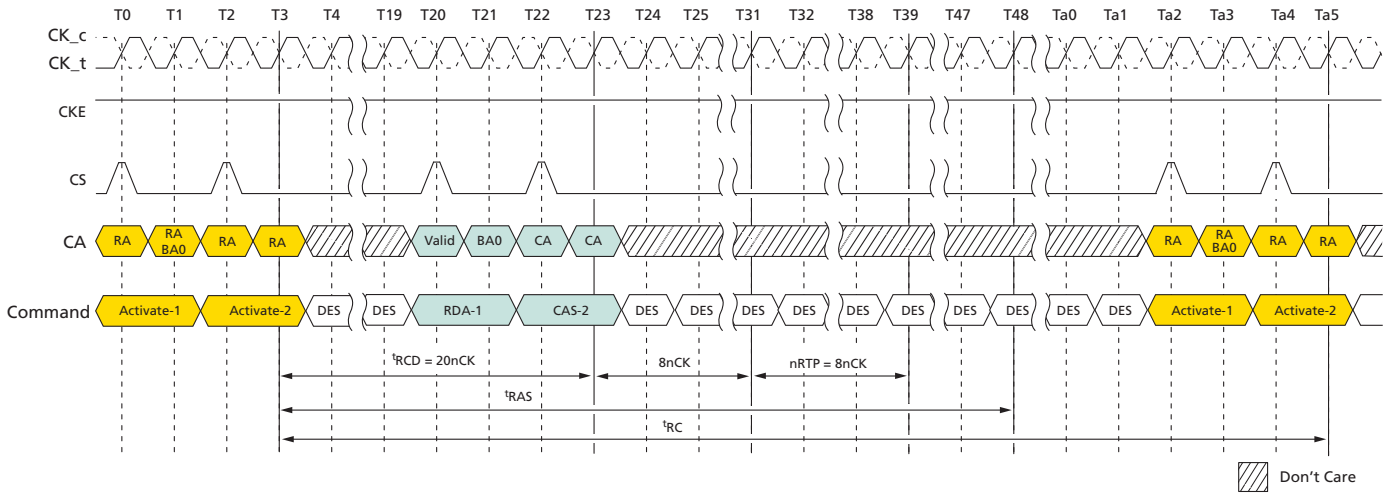 T0 T1 T2 T3 T4 T19 T20 T21 T22 T23 T24 T25 T31 T32 T38 T39 T47 T48 Ta0 Ta1 Ta2 Ta3 Ta4 Ta5
CK_c
CK_t
CKE
CS
CA RA RA BA0 RA RA Valid BA0 CA CA RA RA BA0 RA RA
Command Activate-1 Activate-2 DES DES RDA-1 CAS-2 DES DES DES DES DES DES DES DES DES DES Activate-1 Activate-2
tRCD = 20nCK 8nCK nRTP = 8nCK
tRAS
tRC
Don't Care